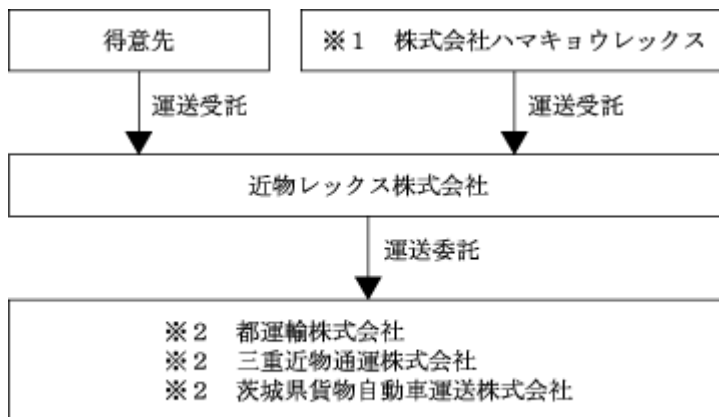 得意先
※1 株式会社ハマキョウレックス
運送受託
運送受託
近物レックス株式会社
運送委託
※2 都運輸株式会社
※2 三重近物通運株式会社
※2 茨城県貨物自動車運送株式会社